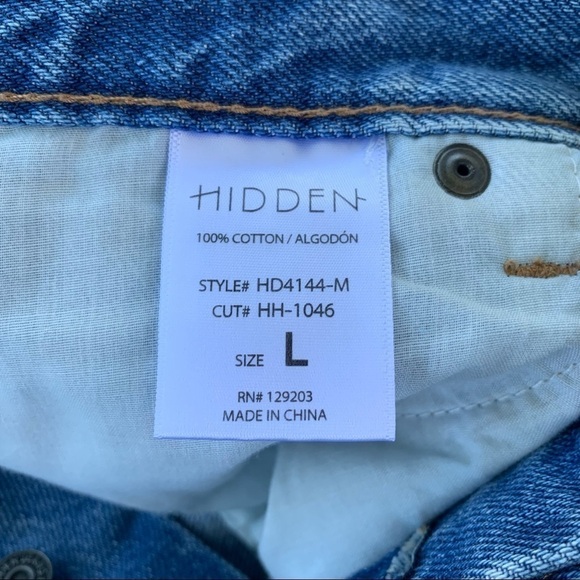 HIDDEN
100% COTTON / ALGODÓN
STYLE# HD4144-M
CUT# HH-1046
SIZE L
RN# 129203
MADE IN CHINA